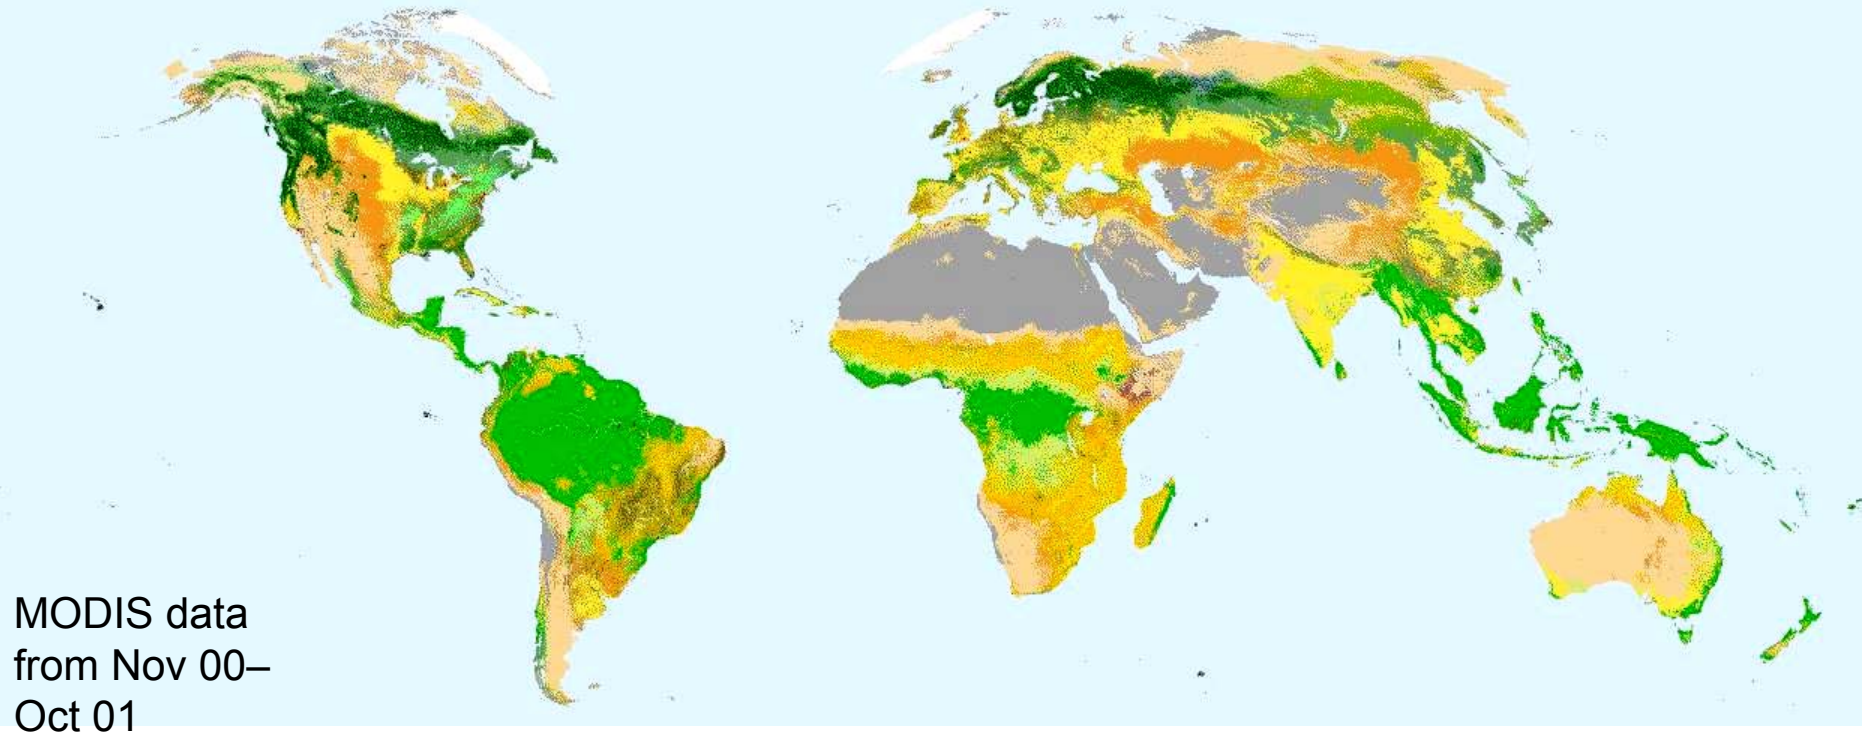 MODIS data
from Nov 00–
Oct 01